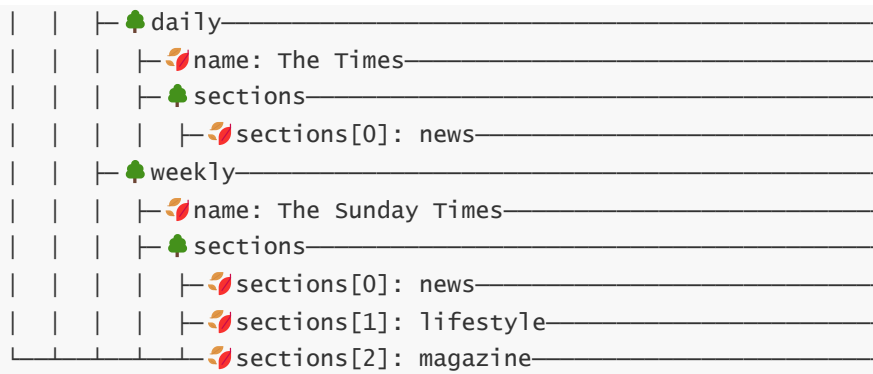 daily
name: The Times
sections
sections[0]: news
weekly
name: The Sunday Times
sections
sections[0]: news
sections[1]: lifestyle
sections[2]: magazine